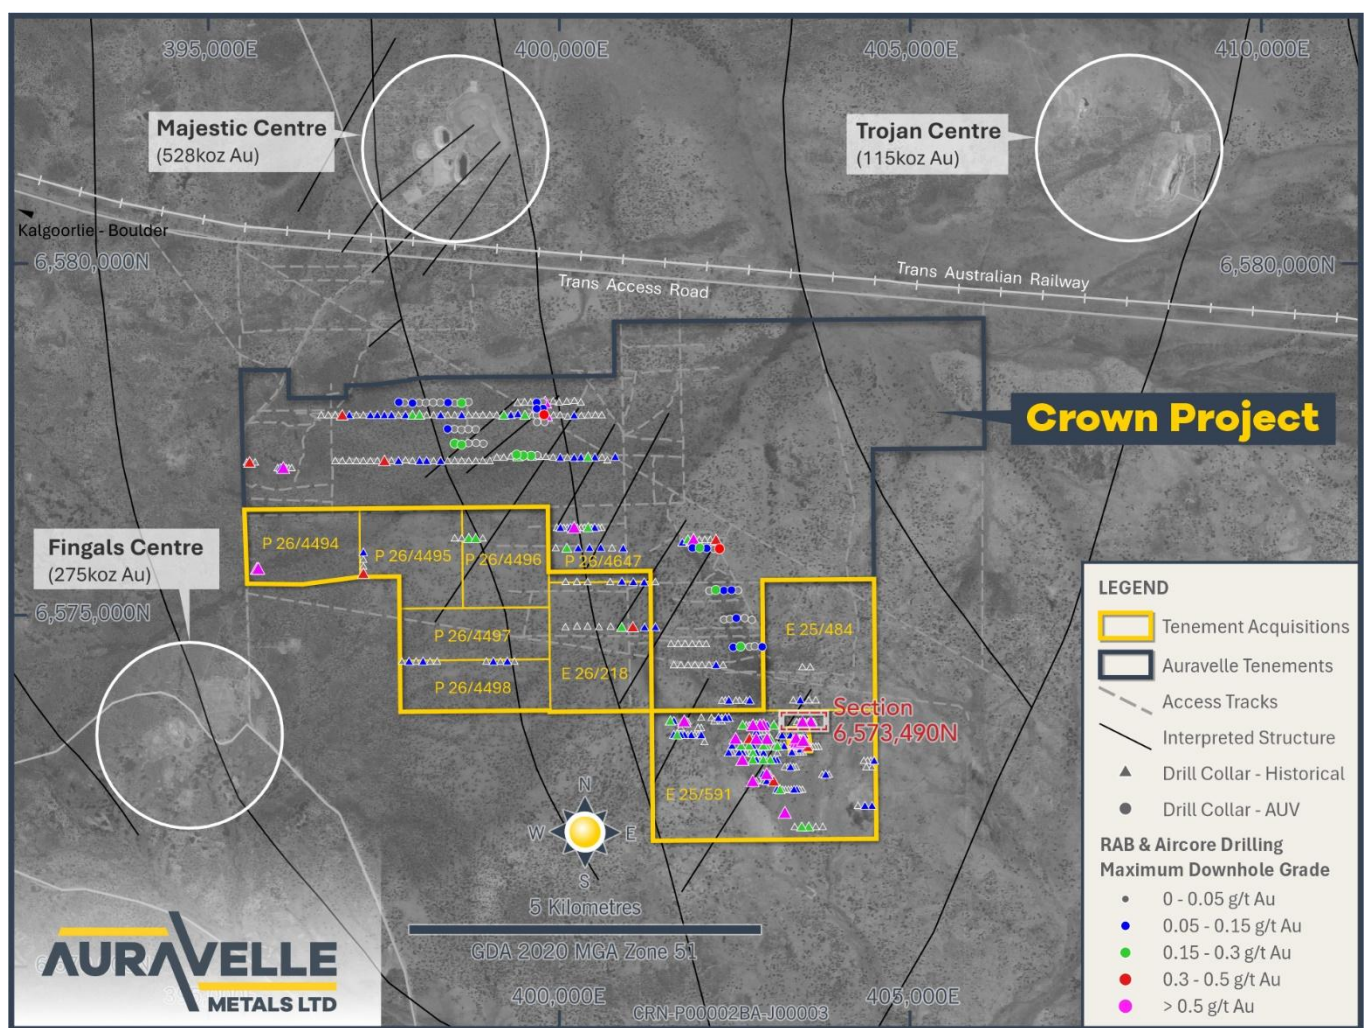 395,000E
400,000E
405,000E
410,000E
Majestic Centre
(528koz Au)
Trojan Centre
(115koz Au)
Kalgoorlie - Boulder
6,580,000N
6,580,000N
Trans Australian Railway
Trans Access Road
Crown Project
P 26/4494
P 26/4495
P 26/4496
P 26/4647
Fingals Centre
(275koz Au)
6,575,000N
P 26/4497
P 26/4498
E 26/218
E 25/484
Section
6,573,490N
E 25/591
N
W
E
S
5 Kilometres
GDA 2020 MGA Zone 51
400,000E
405,000E
CRN-P00002BA-J00003
AURAVELLE
METALS LTD
LEGEND
Tenement Acquisitions
Auravelle Tenements
Access Tracks
Interpreted Structure
Drill Collar - Historical
Drill Collar - AUV
RAB & Aircore Drilling
Maximum Downhole Grade
0 - 0.05 g/t Au
0.05 - 0.15 g/t Au
0.15 - 0.3 g/t Au
0.3 - 0.5 g/t Au
> 0.5 g/t Au